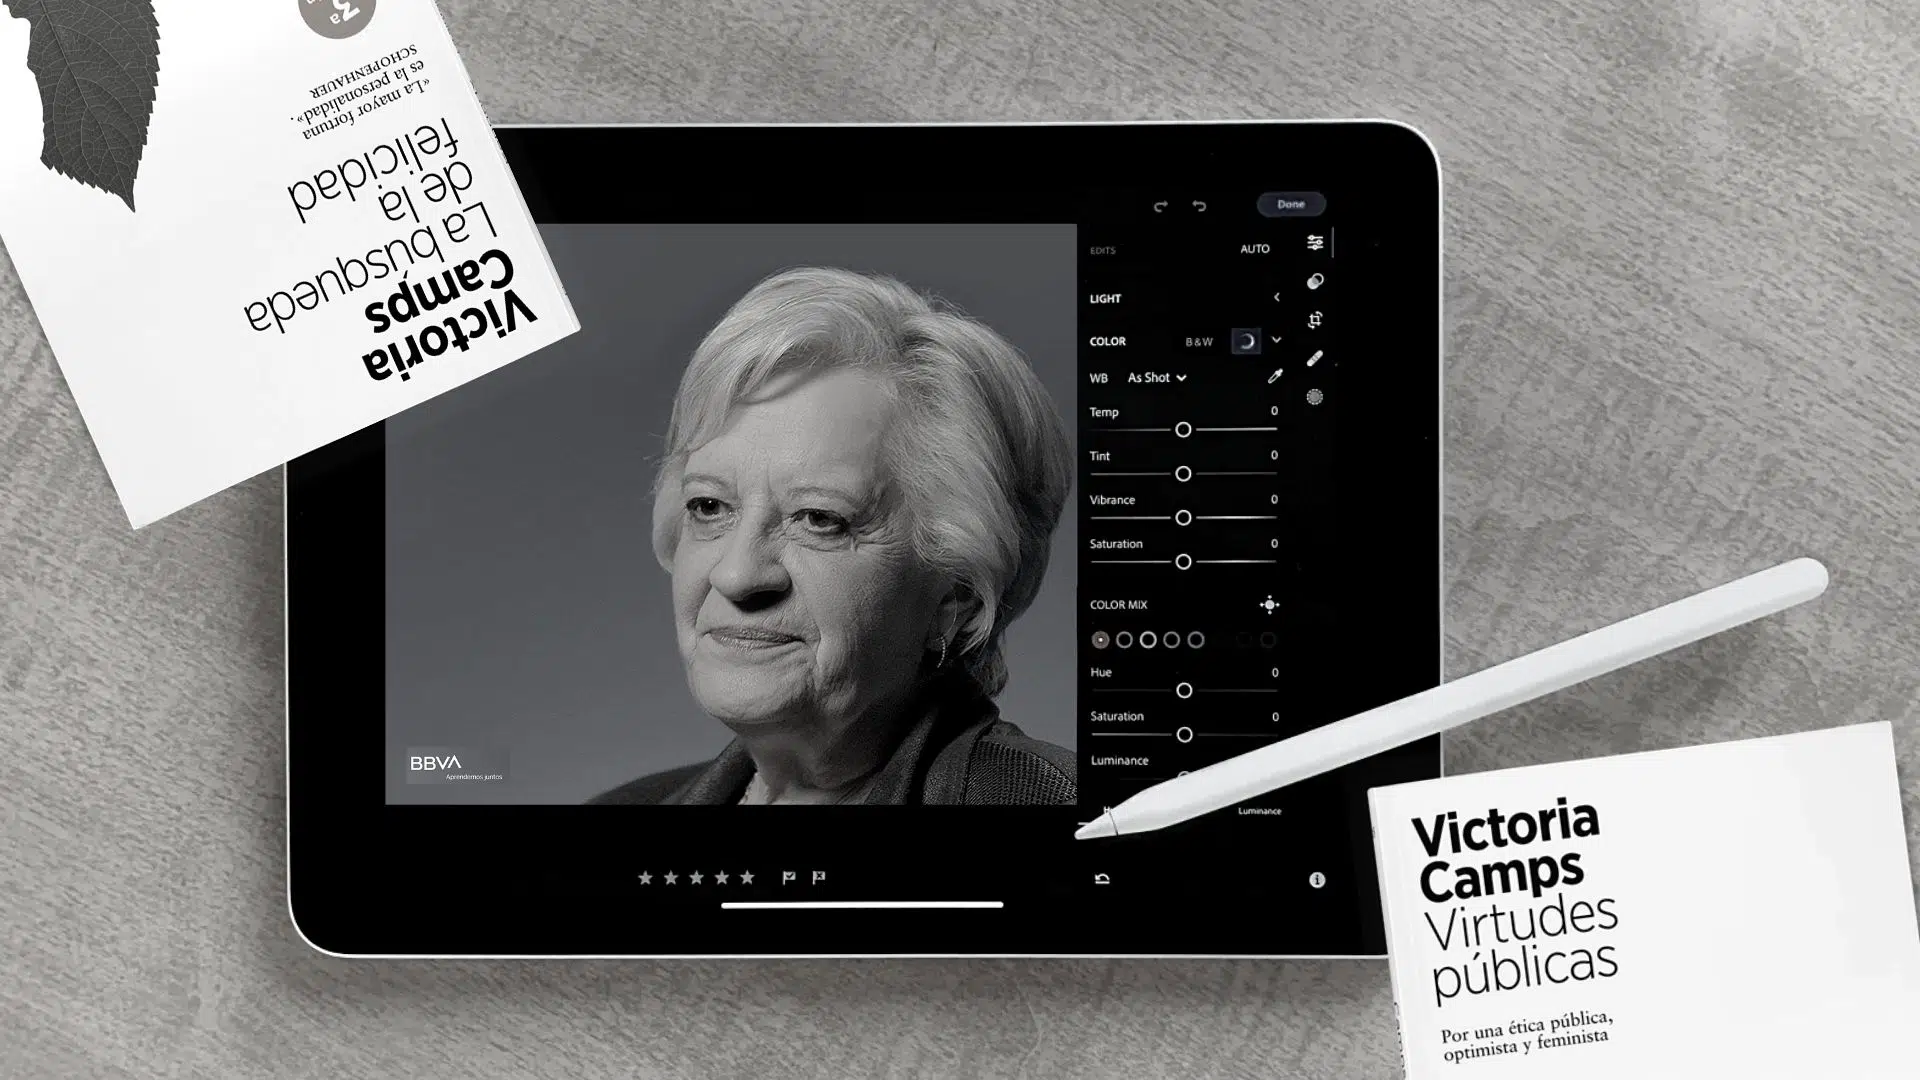 3ª
«La mayor fortuna
es la personalidad».
SCHOPENHAUER
Victoria
Camps
La búsqueda
de la
felicidad
Done
EDITS
AUTO
LIGHT
COLOR
B & W
WB As Shot
Temp 0
Tint 0
Vibrance 0
Saturation 0
COLOR MIX
Hue 0
Saturation 0
Luminance
Luminance
BBVA
Aprendemos juntos
Victoria
Camps
Virtudes
públicas
Por una ética pública,
optimista y feminista